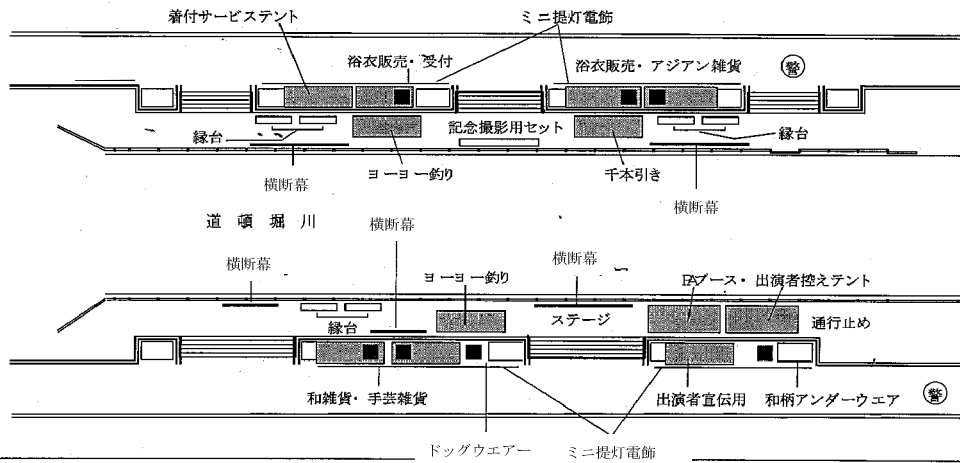 着付サービステント
ミニ提灯電飾
浴衣販売・受付
浴衣販売・アジアン雑貨
警
縁台
記念撮影用セット
縁台
横断幕
ヨーヨー釣り
千本引き
横断幕
道頓堀川
横断幕
横断幕
ヨーヨー釣り
横断幕
PAブース・出演者控えテント
縁台
ステージ
通行止め
和雑貨・手芸雑貨
出演者宣伝用
和柄アンダーウエア
警
ドッグウエアー
ミニ提灯電飾